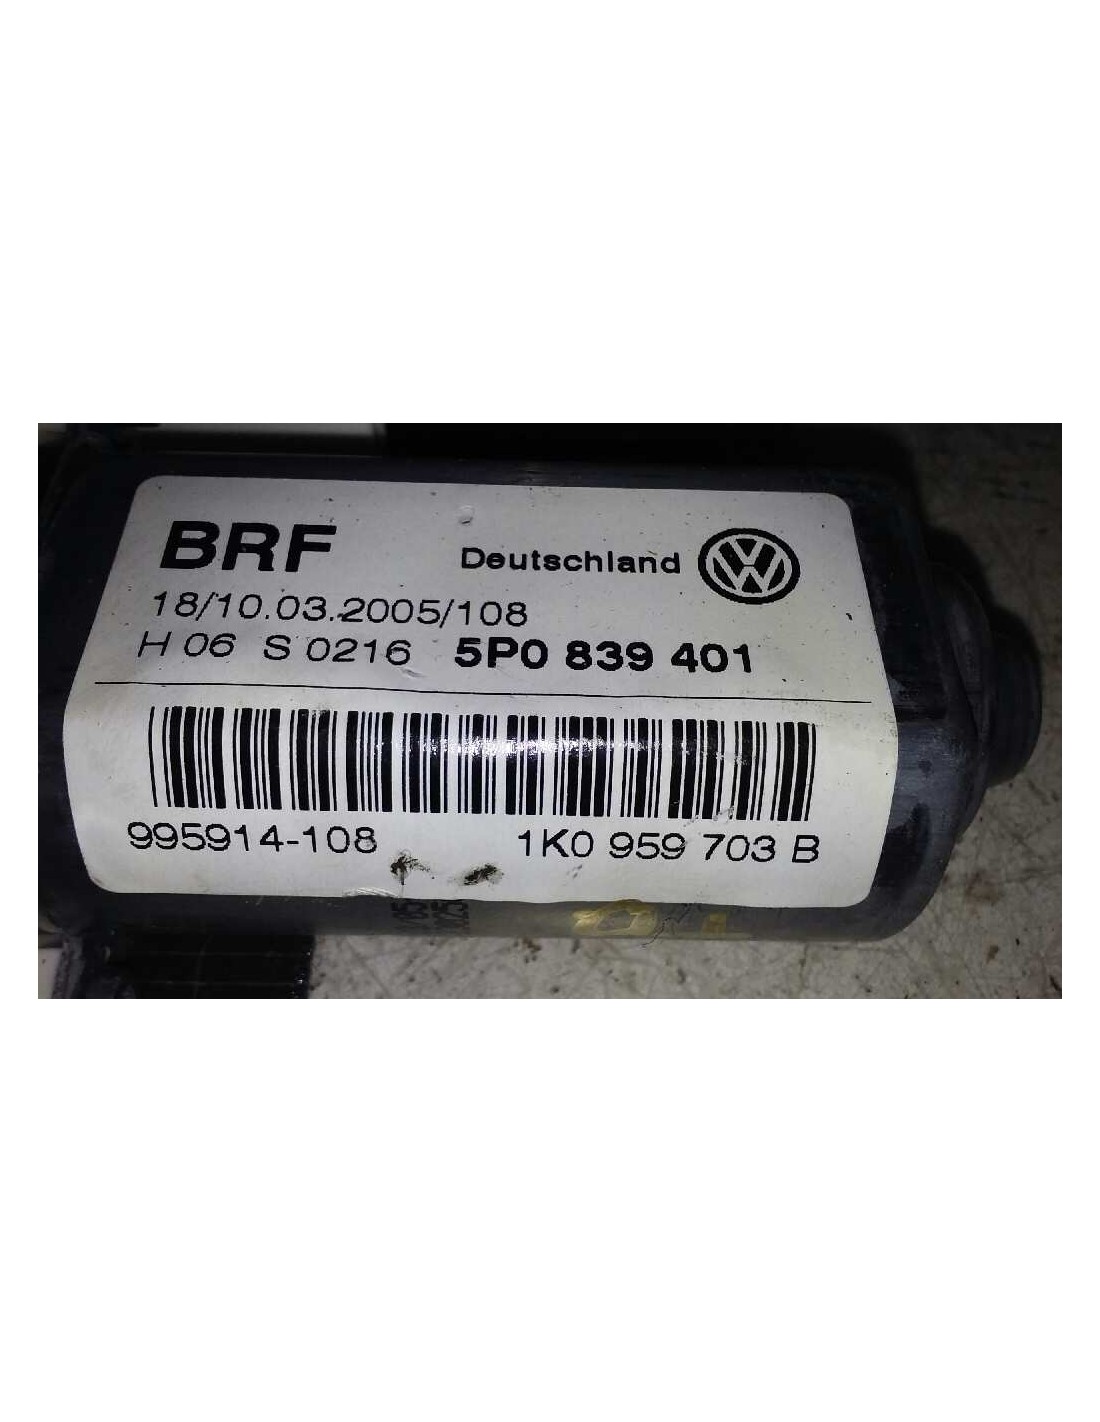 BRF
Deutschland
18/10.03.2005/108
H 06 S 0216 5P0 839 401
995914-108 1K0 959 703 B